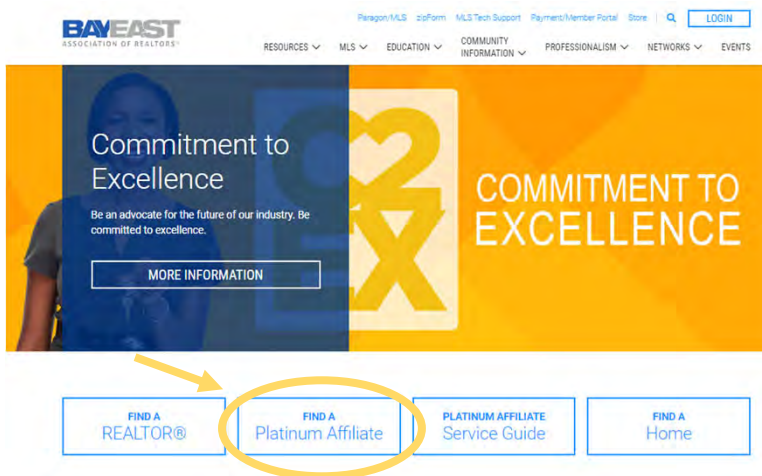 Paragon/MLS zipForm MLS Tech Support Payment/Member Portal Store LOGIN
BAYEAST
ASSOCIATION OF REALTORS®
RESOURCES MLS EDUCATION COMMUNITY INFORMATION PROFESSIONALISM NETWORKS EVENTS
Commitment to
Excellence
Be an advocate for the future of our industry. Be
committed to excellence.
MORE INFORMATION
C2EX
COMMITMENT TO
EXCELLENCE
FIND A
REALTOR®
FIND A
Platinum Affiliate
PLATINUM AFFILIATE
Service Guide
FIND A
Home